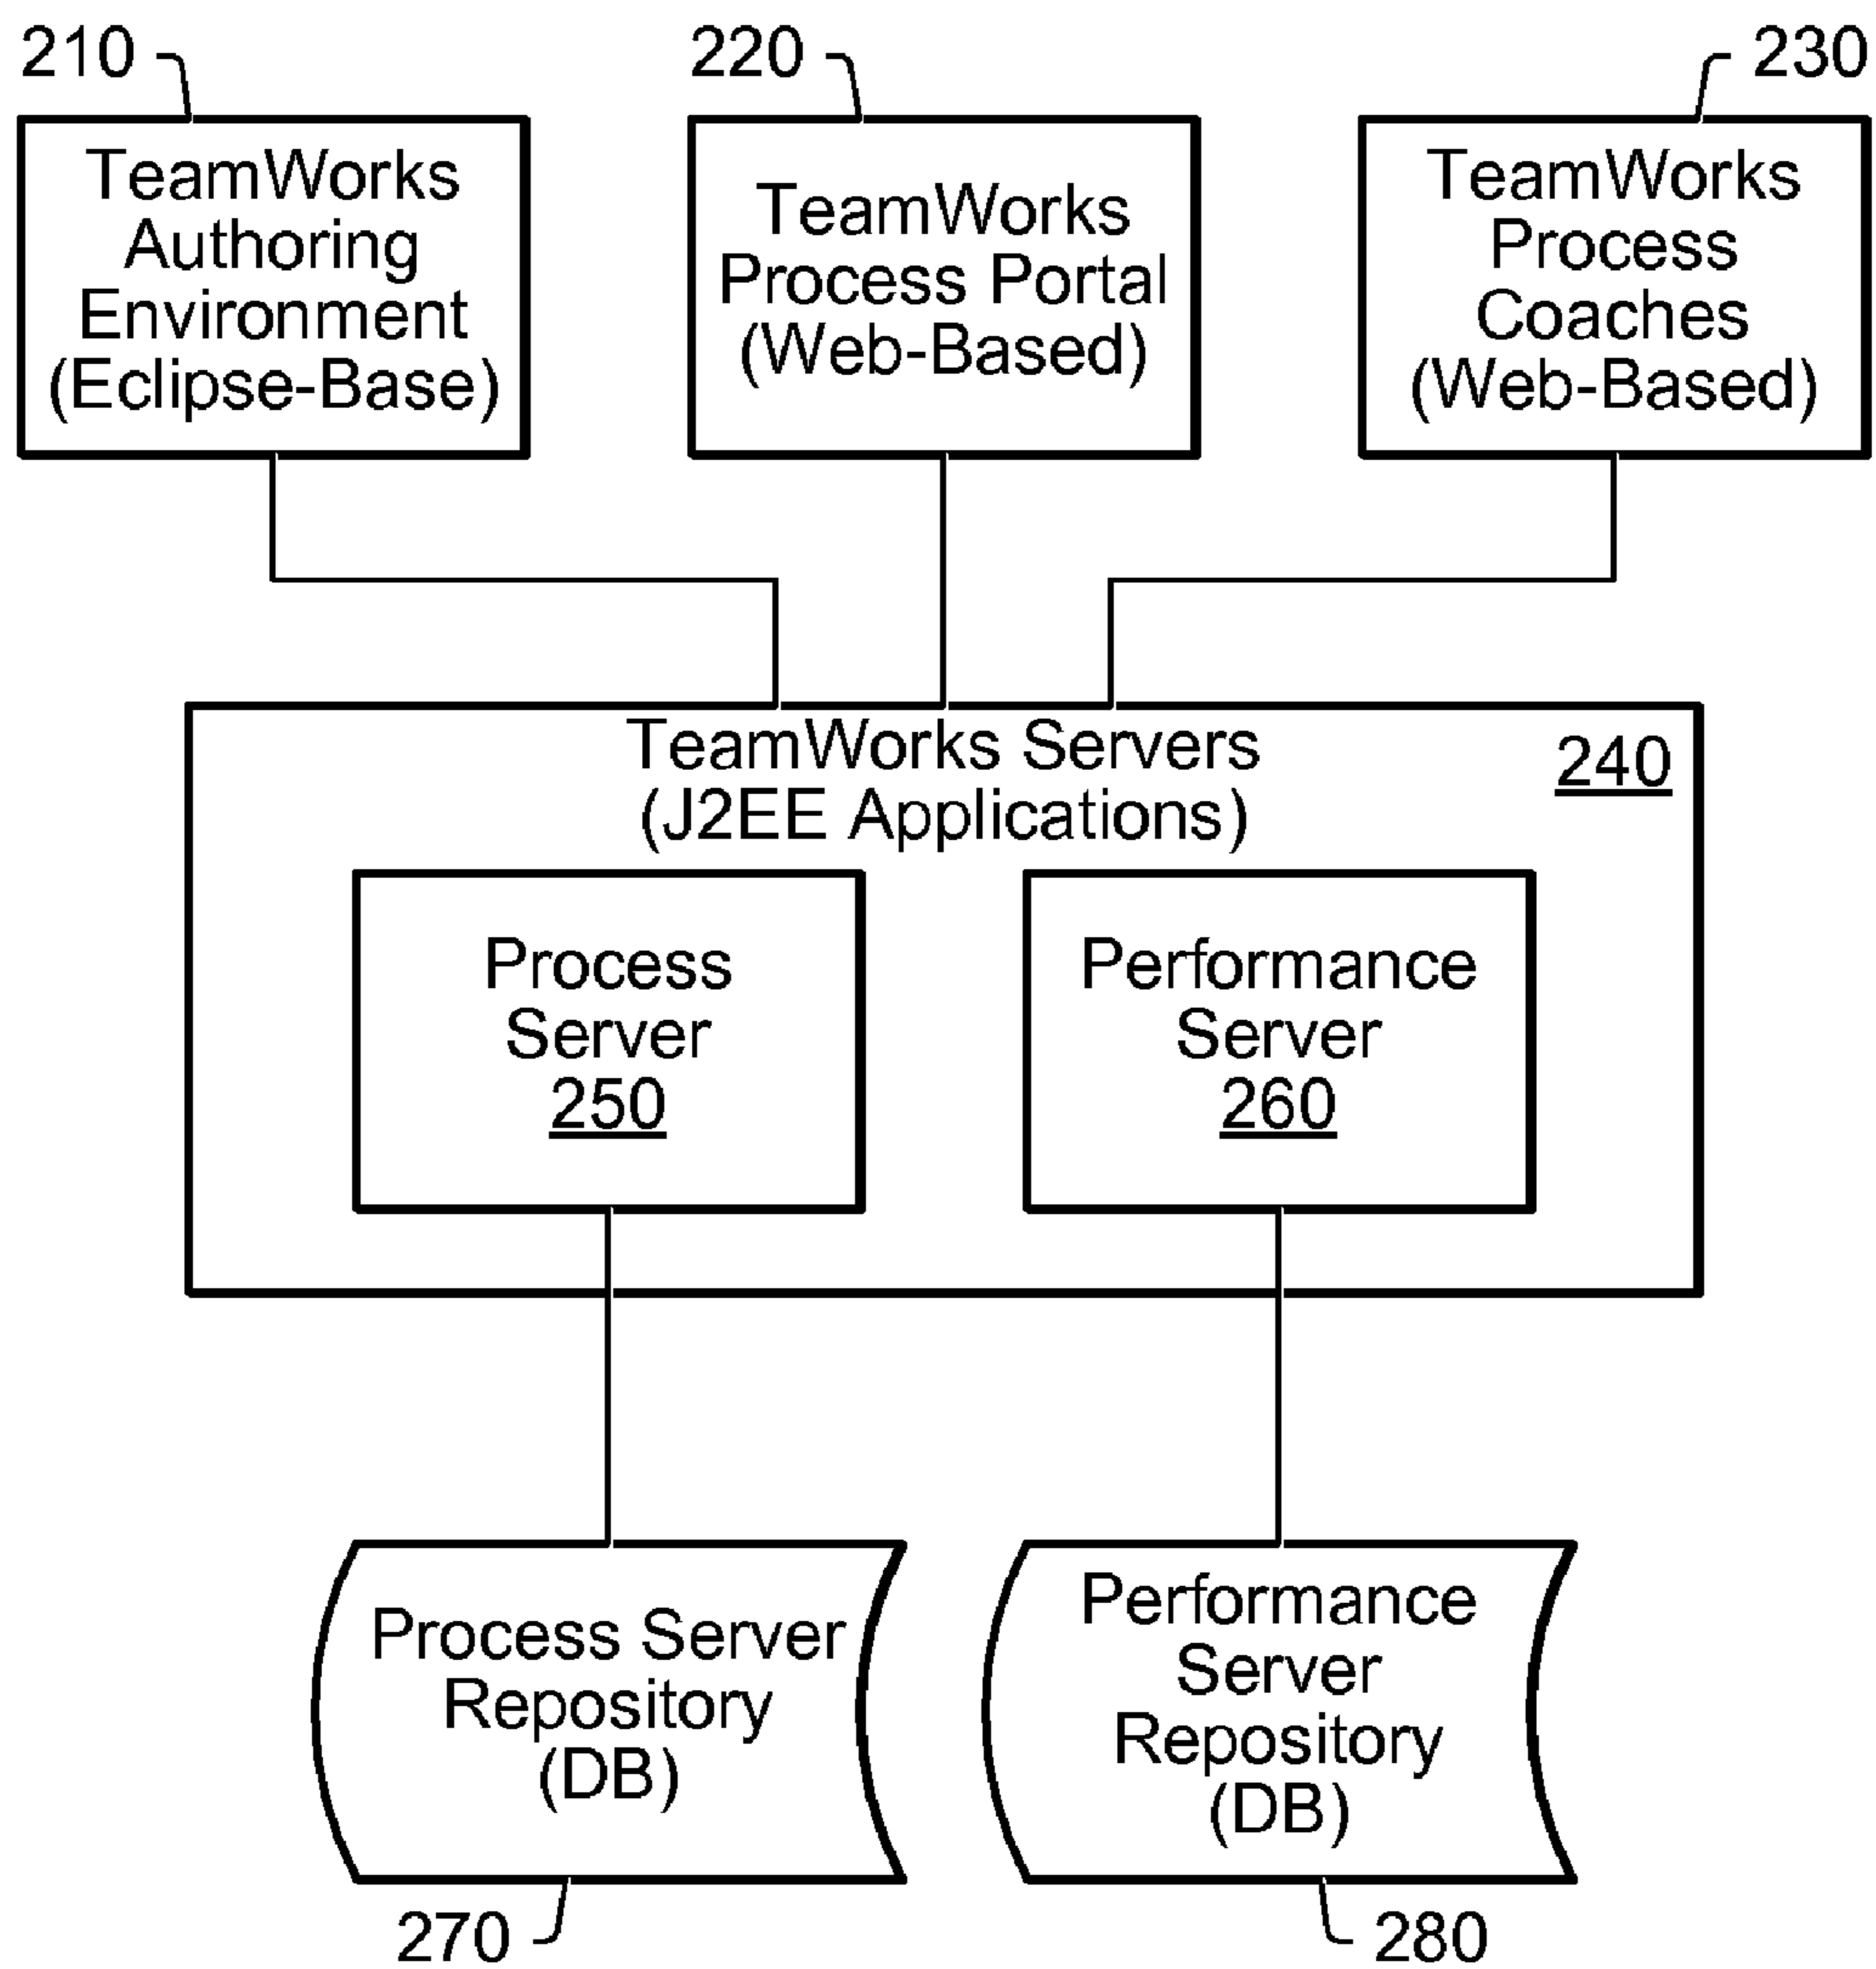 210
220
230
TeamWorks
Authoring
Environment
(Eclipse-Base)
TeamWorks
Process Portal
(Web-Based)
TeamWorks
Process
Coaches
(Web-Based)
TeamWorks Servers
(J2EE Applications)
240
Process
Server
250
Performance
Server
260
Process Server
Repository
(DB)
Performance
Server
Repository
(DB)
270
280